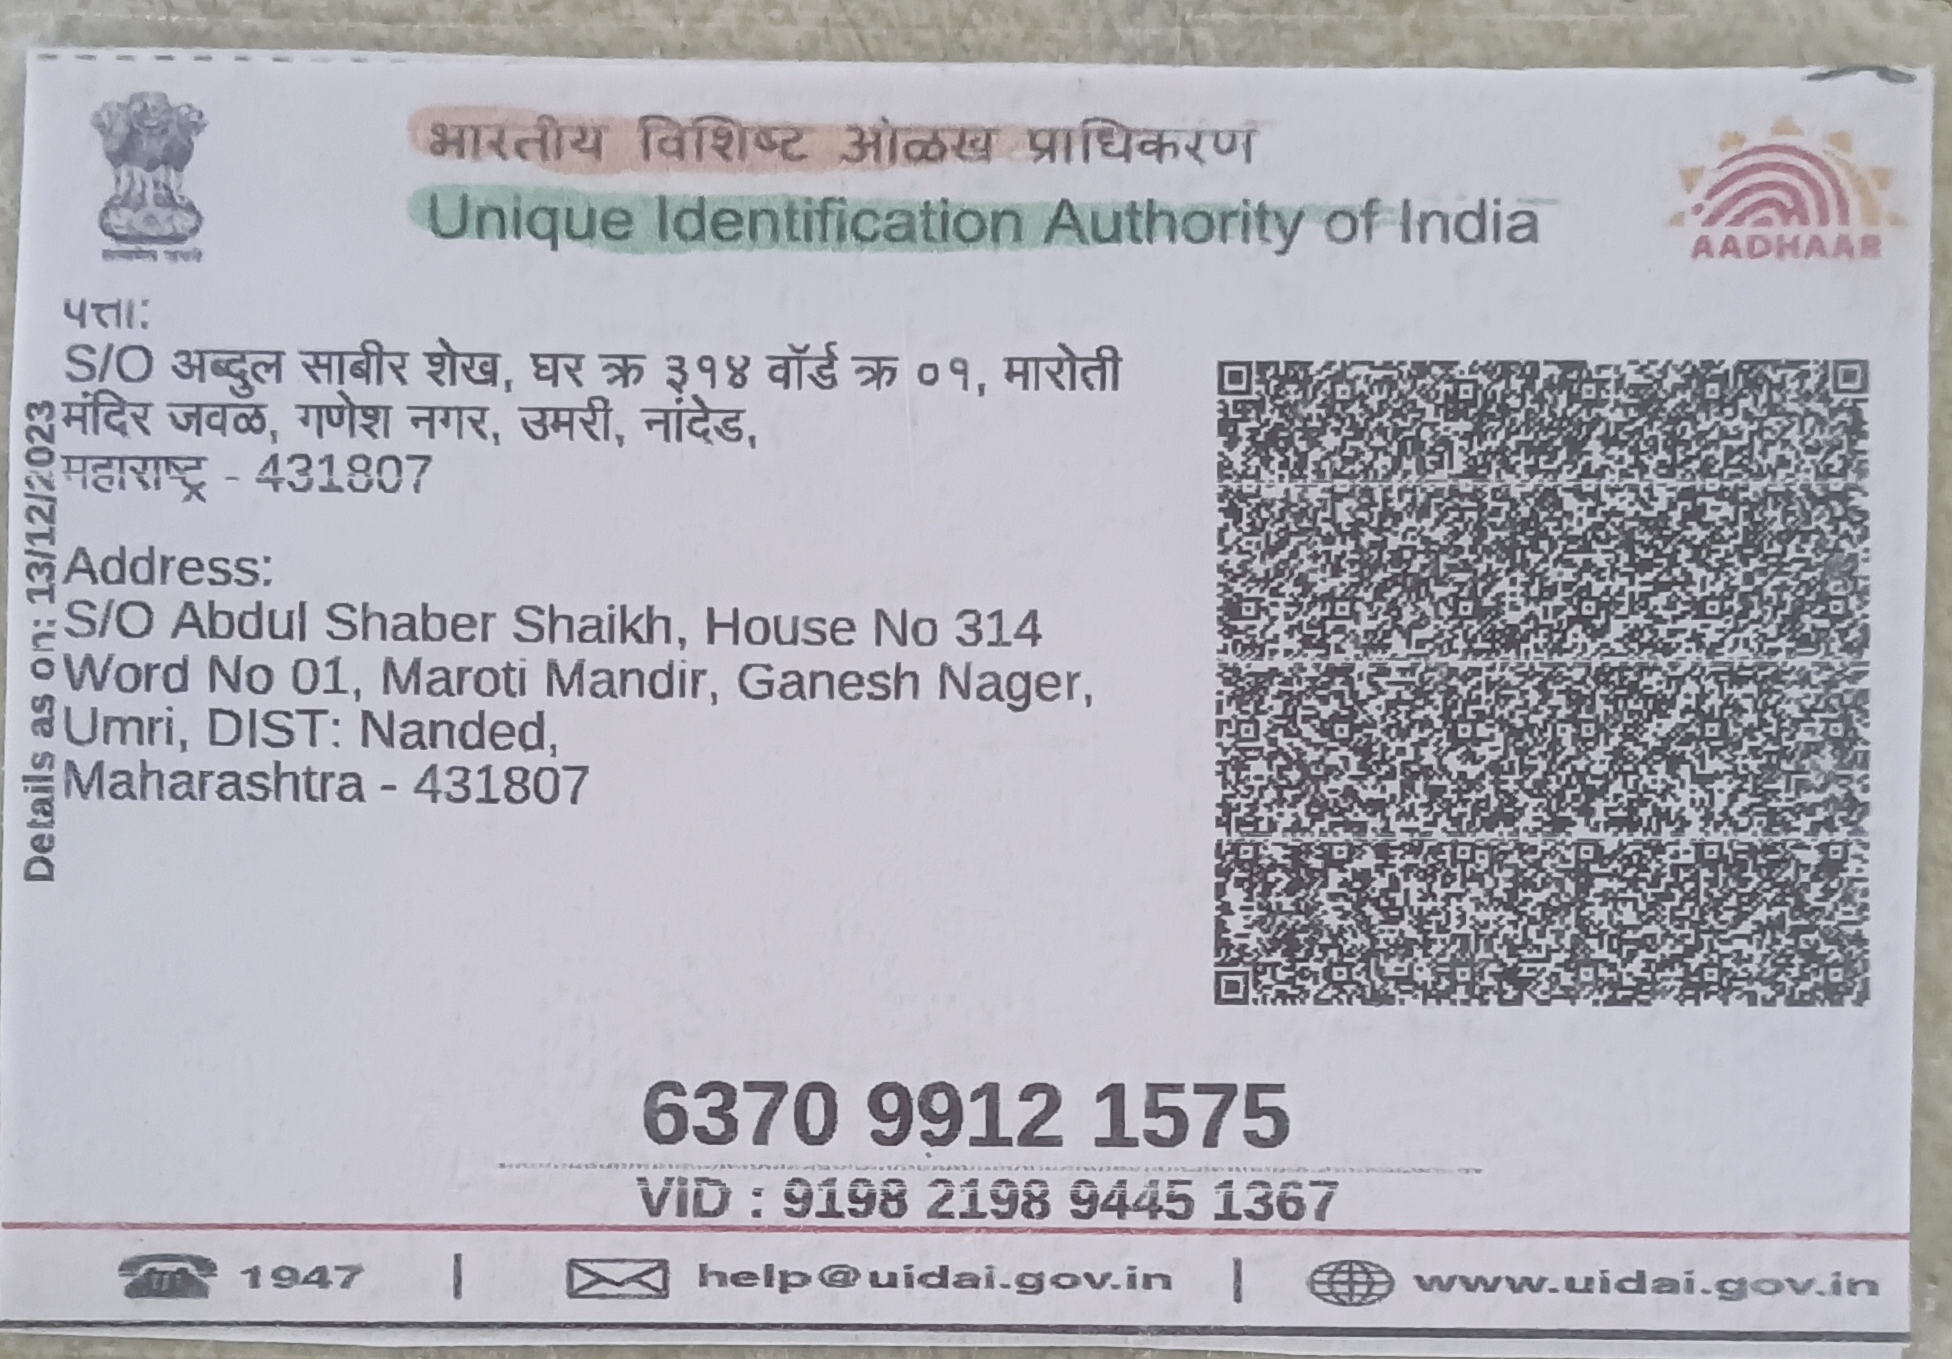 भारतीय विशिष्ट ओळख प्राधिकरण
Unique Identification Authority of India
AADHAAR
पत्ता:
S/O अब्दुल साबीर शेख, घर क्र ३१४ वॉर्ड क्र ०१, मारोती
मंदिर जवळ, गणेश नगर, उमरी, नांदेड,
महाराष्ट्र - 431807
Address:
S/O Abdul Shaber Shaikh, House No 314
Word No 01, Maroti Mandir, Ganesh Nager,
Umri, DIST: Nanded,
Maharashtra - 431807
Details as on: 13/12/2023
6370 9912 1575
VID : 9198 2198 9445 1367
1947 | help@uidai.gov.in | www.uidai.gov.in